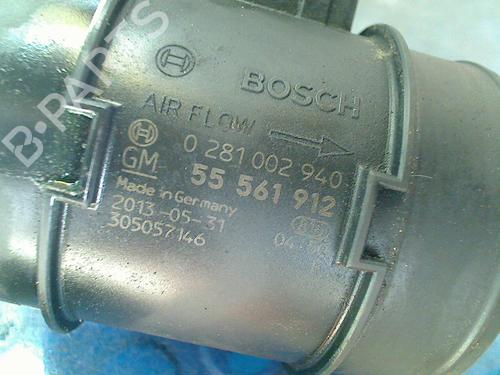 BOSCH
AIR FLOW
0 281 002 940
GM 55 561 912
Made in Germany
2013-05-31
305057146
B-PARTS